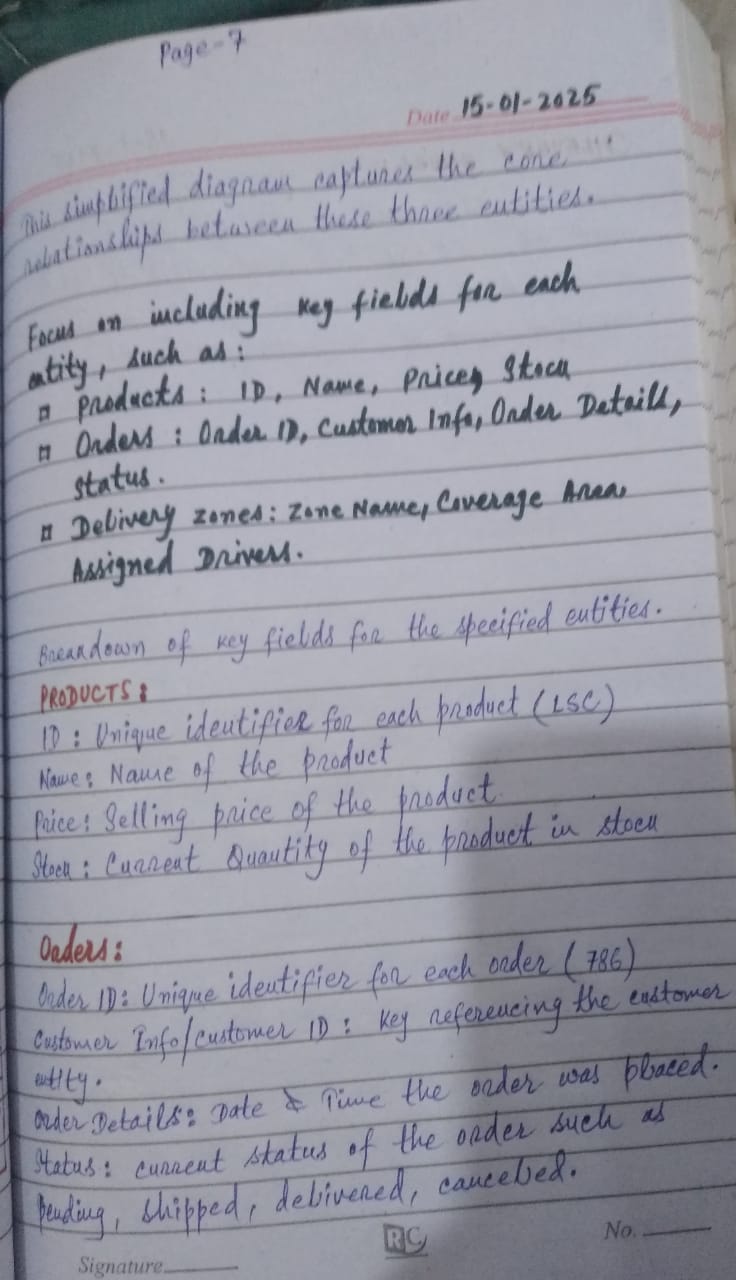 Page-7
Date 15-01-2025
This simplified diagram captures the core
relationships between these three entities.
Focus on including key fields for each
entity, such as:
Products: ID, Name, Price, Stock
Orders: Order ID, Customer Info, Order Details,
Status.
Delivery zones: Zone Name, Coverage Area,
Assigned Drivers.
Breakdown of key fields for the specified entities.
PRODUCTS:
ID: Unique identifier for each product (LSC)
Name: Name of the product
Price: Selling price of the product.
Stock: Current Quantity of the product in stock
Orders:
Order ID: Unique identifier for each order (786)
Customer Info/customer ID: Key referencing the customer
entity.
Order Details: Date & Time the order was placed.
Status: current status of the order such as
pending, shipped, delivered, canceled.
RC
No.
Signature